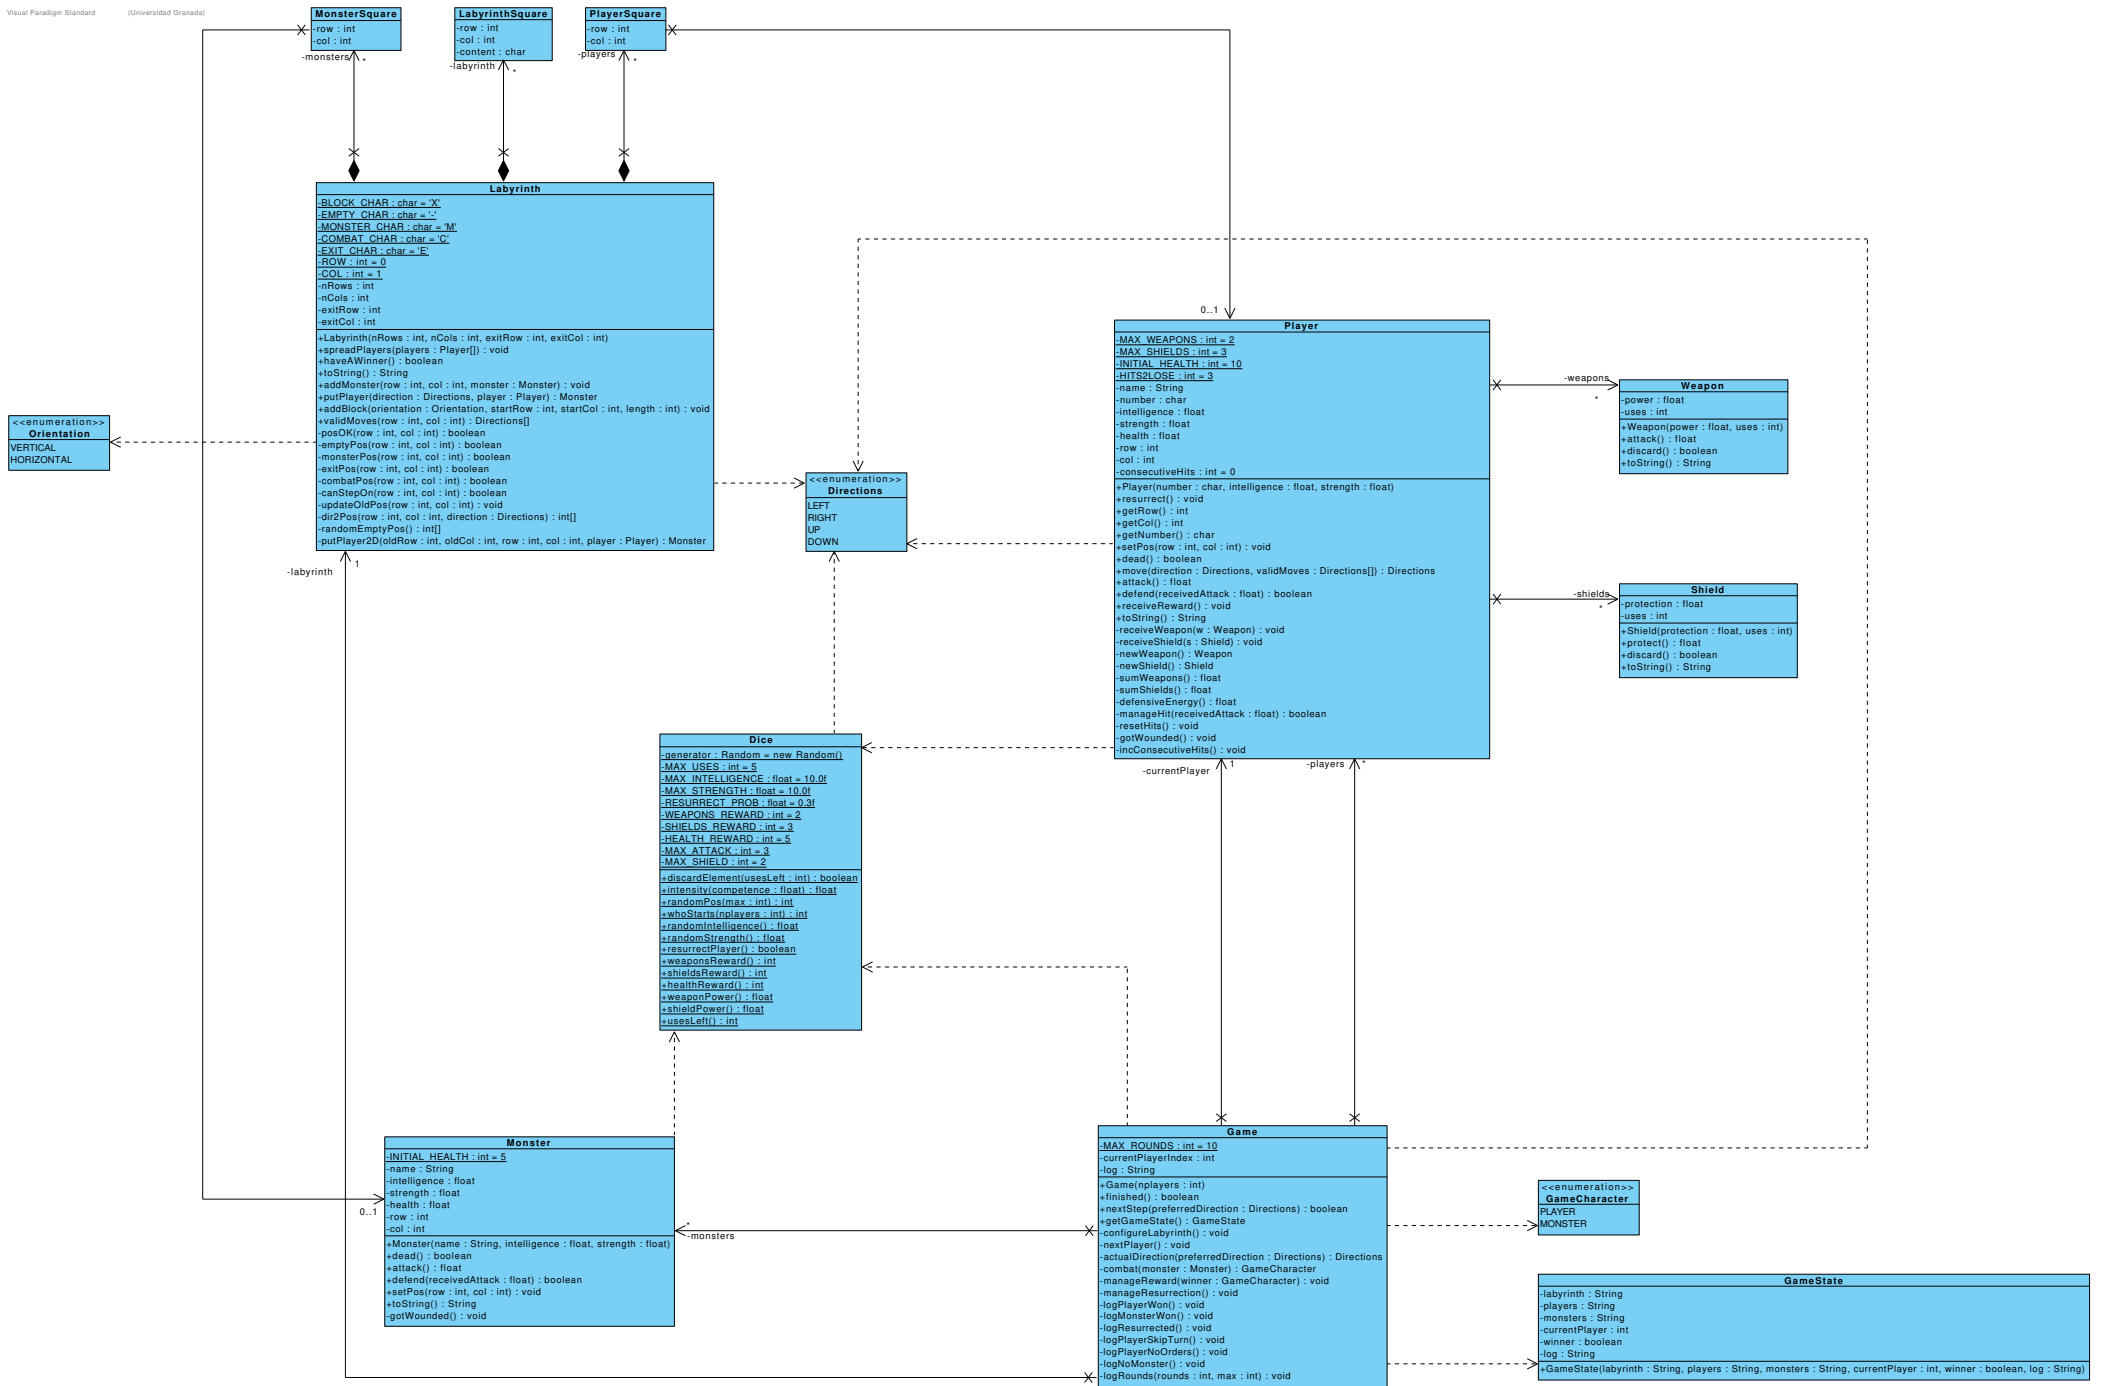 Visual Paradigm Standard (Universidad Granada)
MonsterSquare
-row : int
-col : int
LabyrinthSquare
-row : int
-col : int
-content : char
PlayerSquare
-row : int
-col : int
-monsters
*
-labyrinth
*
-players
*
Labyrinth
-BLOCK_CHAR : char = 'X'
-EMPTY_CHAR : char = '-'
-MONSTER_CHAR : char = 'M'
-COMBAT_CHAR : char = 'C'
-EXIT_CHAR : char = 'E'
-ROW : int = 0
-COL : int = 1
-nRows : int
-nCols : int
-exitRow : int
-exitCol : int
+Labyrinth(nRows : int, nCols : int, exitRow : int, exitCol : int)
+spreadPlayers(players : Player[]) : void
+haveAWinner() : boolean
+toString() : String
+addMonster(row : int, col : int, monster : Monster) : void
+putPlayer(direction : Directions, player : Player) : Monster
+addBlock(orientation : Orientation, startRow : int, startCol : int, length : int) : void
+validMoves(row : int, col : int) : Directions[]
-posOK(row : int, col : int) : boolean
-emptyPos(row : int, col : int) : boolean
-monsterPos(row : int, col : int) : boolean
-exitPos(row : int, col : int) : boolean
-combatPos(row : int, col : int) : boolean
-canStepOn(row : int, col : int) : boolean
-updateOldPos(row : int, col : int) : void
-dir2Pos(row : int, col : int, direction : Directions) : int[]
-randomEmptyPos() : int[]
-putPlayer2D(oldRow : int, oldCol : int, row : int, col : int, player : Player) : Monster
-labyrinth
1
<<enumeration>>
Orientation
VERTICAL
HORIZONTAL
<<enumeration>>
Directions
LEFT
RIGHT
UP
DOWN
0..1
Player
-MAX_WEAPONS : int = 2
-MAX_SHIELDS : int = 3
-INITIAL_HEALTH : int = 10
-HITS2LOSE : int = 3
-name : String
-number : char
-intelligence : float
-strength : float
-health : float
-row : int
-col : int
-consecutiveHits : int = 0
+Player(number : char, intelligence : float, strength : float)
+resurrect() : void
+getRow() : int
+getCol() : int
+getNumber() : char
+setPos(row : int, col : int) : void
+dead() : boolean
+move(direction : Directions, validMoves : Directions[]) : Directions
+attack() : float
+defend(receivedAttack : float) : boolean
+receiveReward() : void
+toString() : String
-receiveWeapon(w : Weapon) : void
-receiveShield(s : Shield) : void
-newWeapon() : Weapon
-newShield() : Shield
-sumWeapons() : float
-sumShields() : float
-defensiveEnergy() : float
-manageHit(receivedAttack : float) : boolean
-resetHits() : void
-gotWounded() : void
-incConsecutiveHits() : void
-weapons
*
Weapon
-power : float
-uses : int
+Weapon(power : float, uses : int)
+attack() : float
+discard() : boolean
+toString() : String
-shields
*
Shield
-protection : float
-uses : int
+Shield(protection : float, uses : int)
+protect() : float
+discard() : boolean
+toString() : String
-currentPlayer
1
-players
*
Dice
-generator : Random = new Random()
-MAX_USES : int = 5
-MAX_INTELLIGENCE : float = 10.0f
-MAX_STRENGTH : float = 10.0f
-RESURRECT_PROB : float = 0.3f
-WEAPONS_REWARD : int = 2
-SHIELDS_REWARD : int = 3
-HEALTH_REWARD : int = 5
-MAX_ATTACK : int = 3
-MAX_SHIELD : int = 2
+discardElement(usesLeft : int) : boolean
+intensity(competence : float) : float
+randomPos(max : int) : int
+whoStarts(nplayers : int) : int
+randomIntelligence() : float
+randomStrength() : float
+resurrectPlayer() : boolean
+weaponsReward() : int
+shieldsReward() : int
+healthReward() : int
+weaponPower() : float
+shieldPower() : float
+usesLeft() : int
Monster
-INITIAL_HEALTH : int = 5
-name : String
-intelligence : float
-strength : float
-health : float
-row : int
-col : int
+Monster(name : String, intelligence : float, strength : float)
+dead() : boolean
+attack() : float
+defend(receivedAttack : float) : boolean
+setPos(row : int, col : int) : void
+toString() : String
-gotWounded() : void
0..1
*
-monsters
Game
-MAX_ROUNDS : int = 10
-currentPlayerIndex : int
-log : String
+Game(nplayers : int)
+finished() : boolean
+nextStep(preferredDirection : Directions) : boolean
+getGameState() : GameState
-configureLabyrinth() : void
-nextPlayer() : void
-actualDirection(preferredDirection : Directions) : Directions
-combat(monster : Monster) : GameCharacter
-manageReward(winner : GameCharacter) : void
-manageResurrection() : void
-logPlayerWon() : void
-logMonsterWon() : void
-logResurrected() : void
-logPlayerSkipTurn() : void
-logPlayerNoOrders() : void
-logNoMonster() : void
-logRounds(rounds : int, max : int) : void
<<enumeration>>
GameCharacter
PLAYER
MONSTER
GameState
-labyrinth : String
-players : String
-monsters : String
-currentPlayer : int
-winner : boolean
-log : String
+GameState(labyrinth : String, players : String, monsters : String, currentPlayer : int, winner : boolean, log : String)